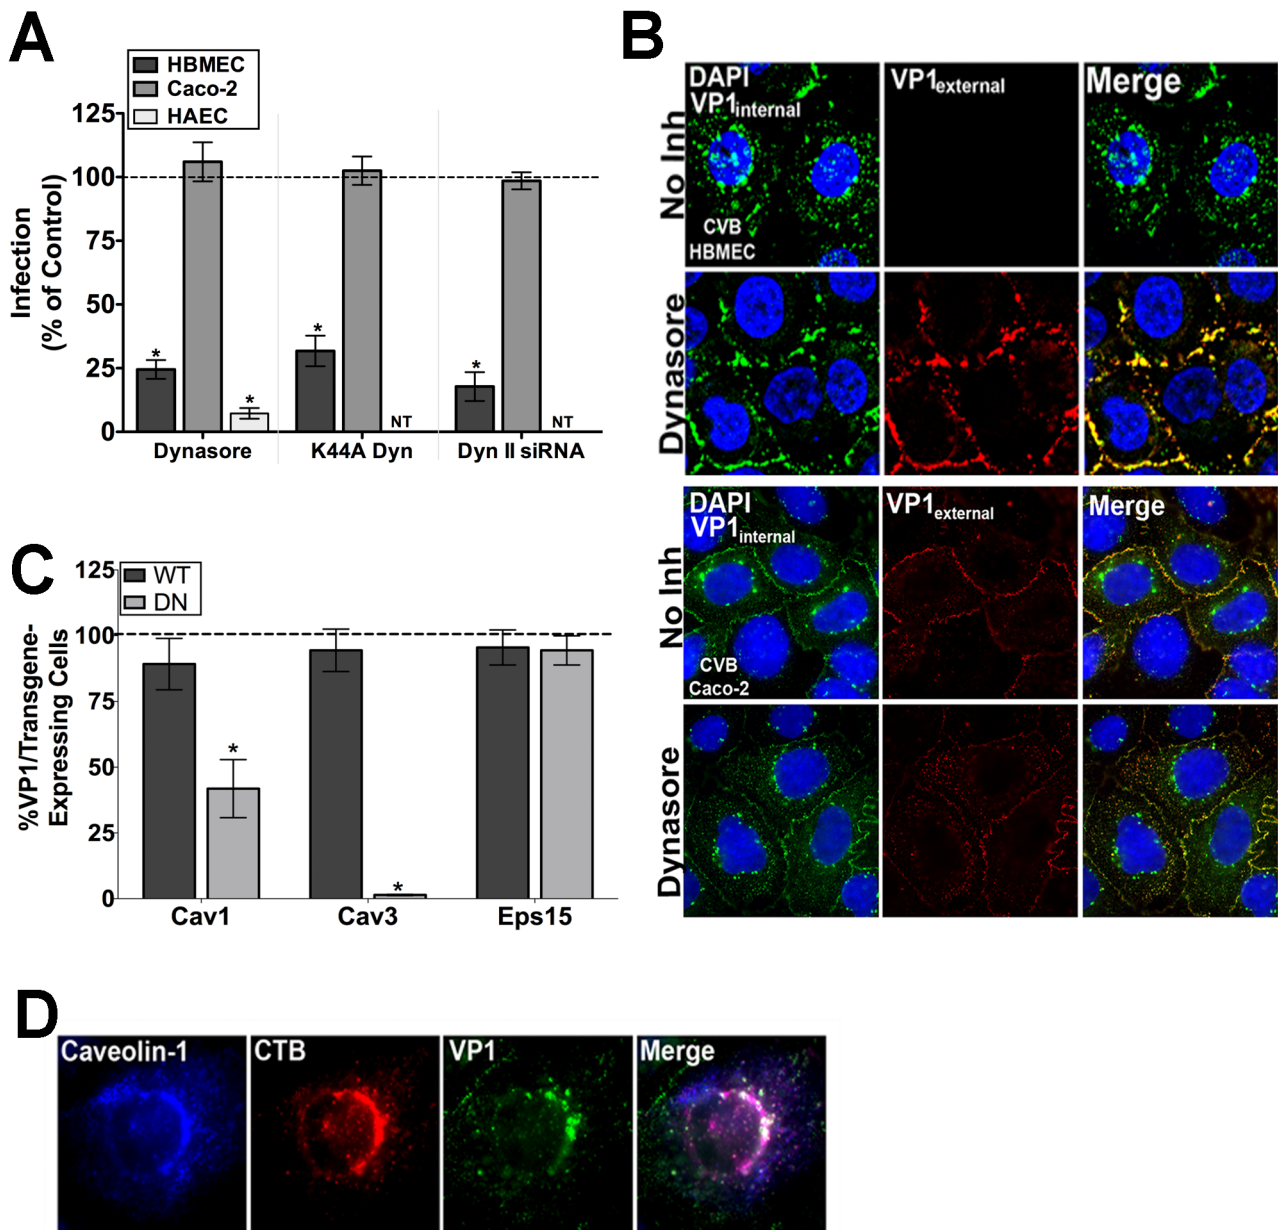 A
HBMEC
Caco-2
HAEC
125
100
75
50
25
0
Infection
(% of Control)
*
*
*
*
NT
NT
Dynasore
K44A Dyn
Dyn II siRNA
B
No Inh
DAPI
VP1internal
CVB
HBMEC
VP1external
Merge
Dynasore
No Inh
DAPI
VP1internal
CVB
Caco-2
VP1external
Merge
Dynasore
C
WT
DN
125
100
75
50
25
0
%VP1/Transgene-
Expressing Cells
*
*
Cav1
Cav3
Eps15
D
Caveolin-1
CTB
VP1
Merge